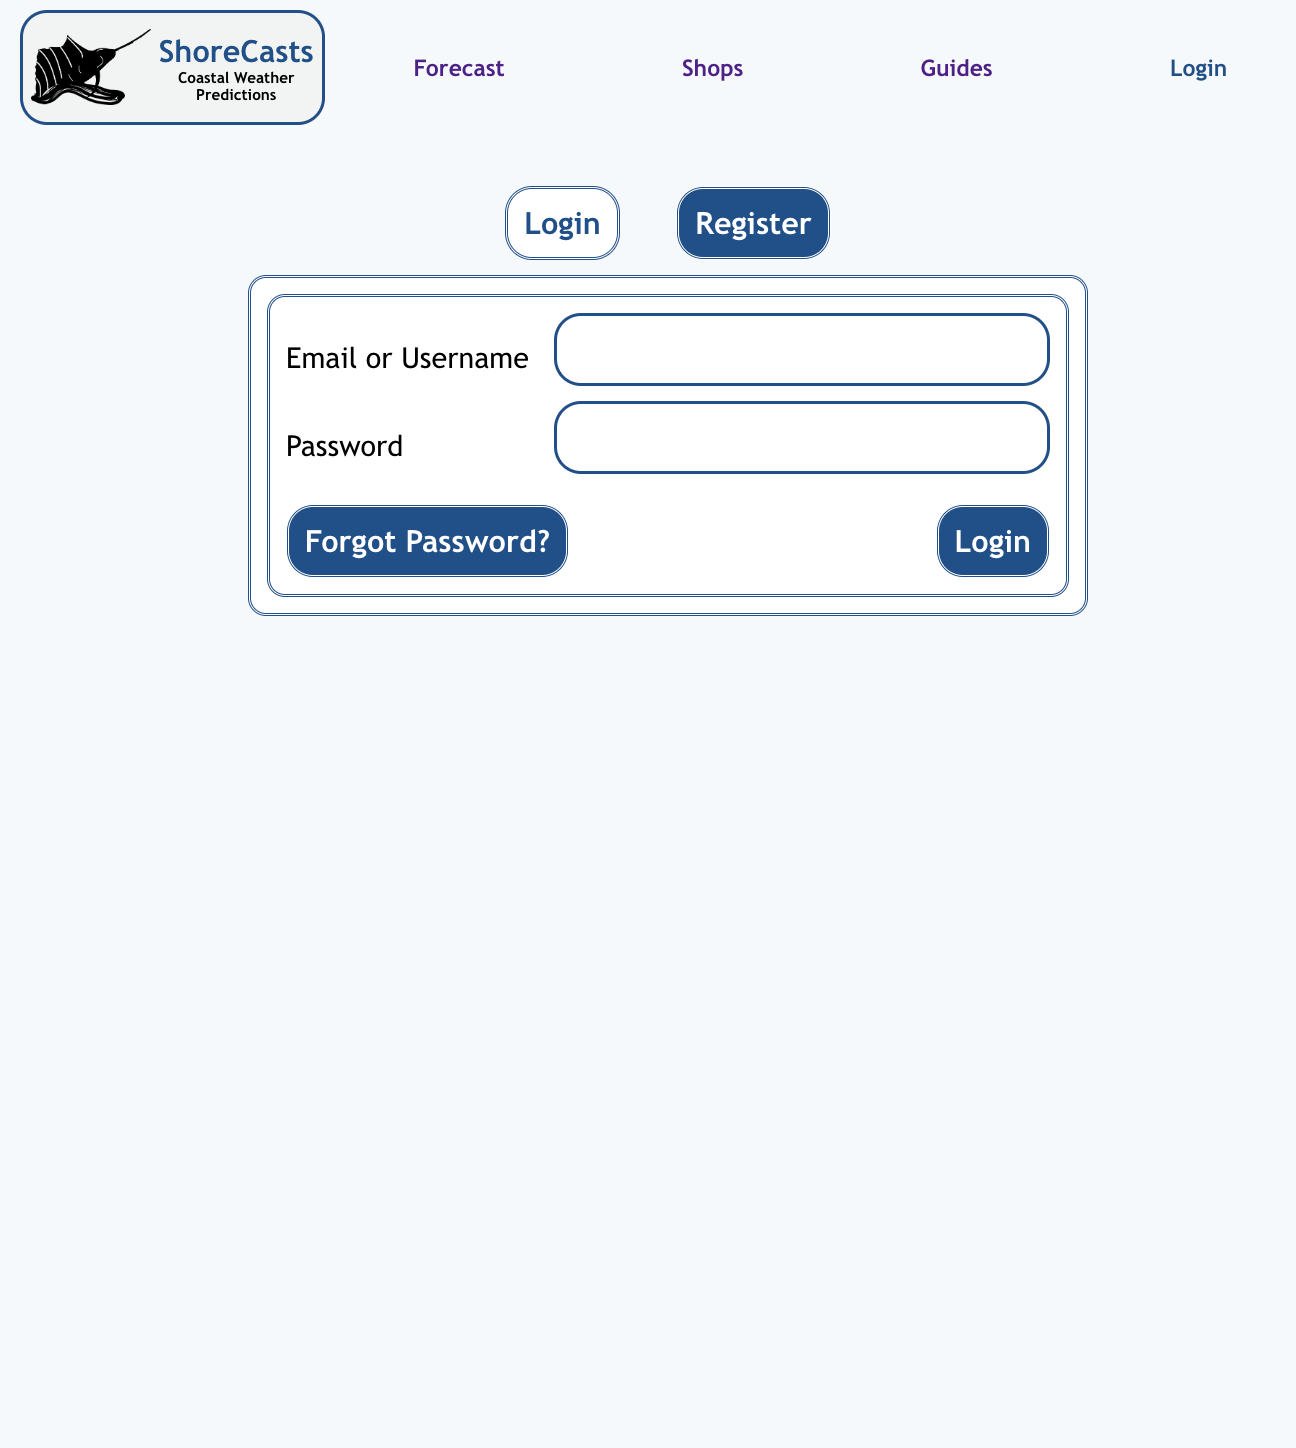 ShoreCasts
Coastal Weather
Predictions
Forecast
Shops
Guides
Login
Login
Register
Email or Username
Password
Forgot Password?
Login